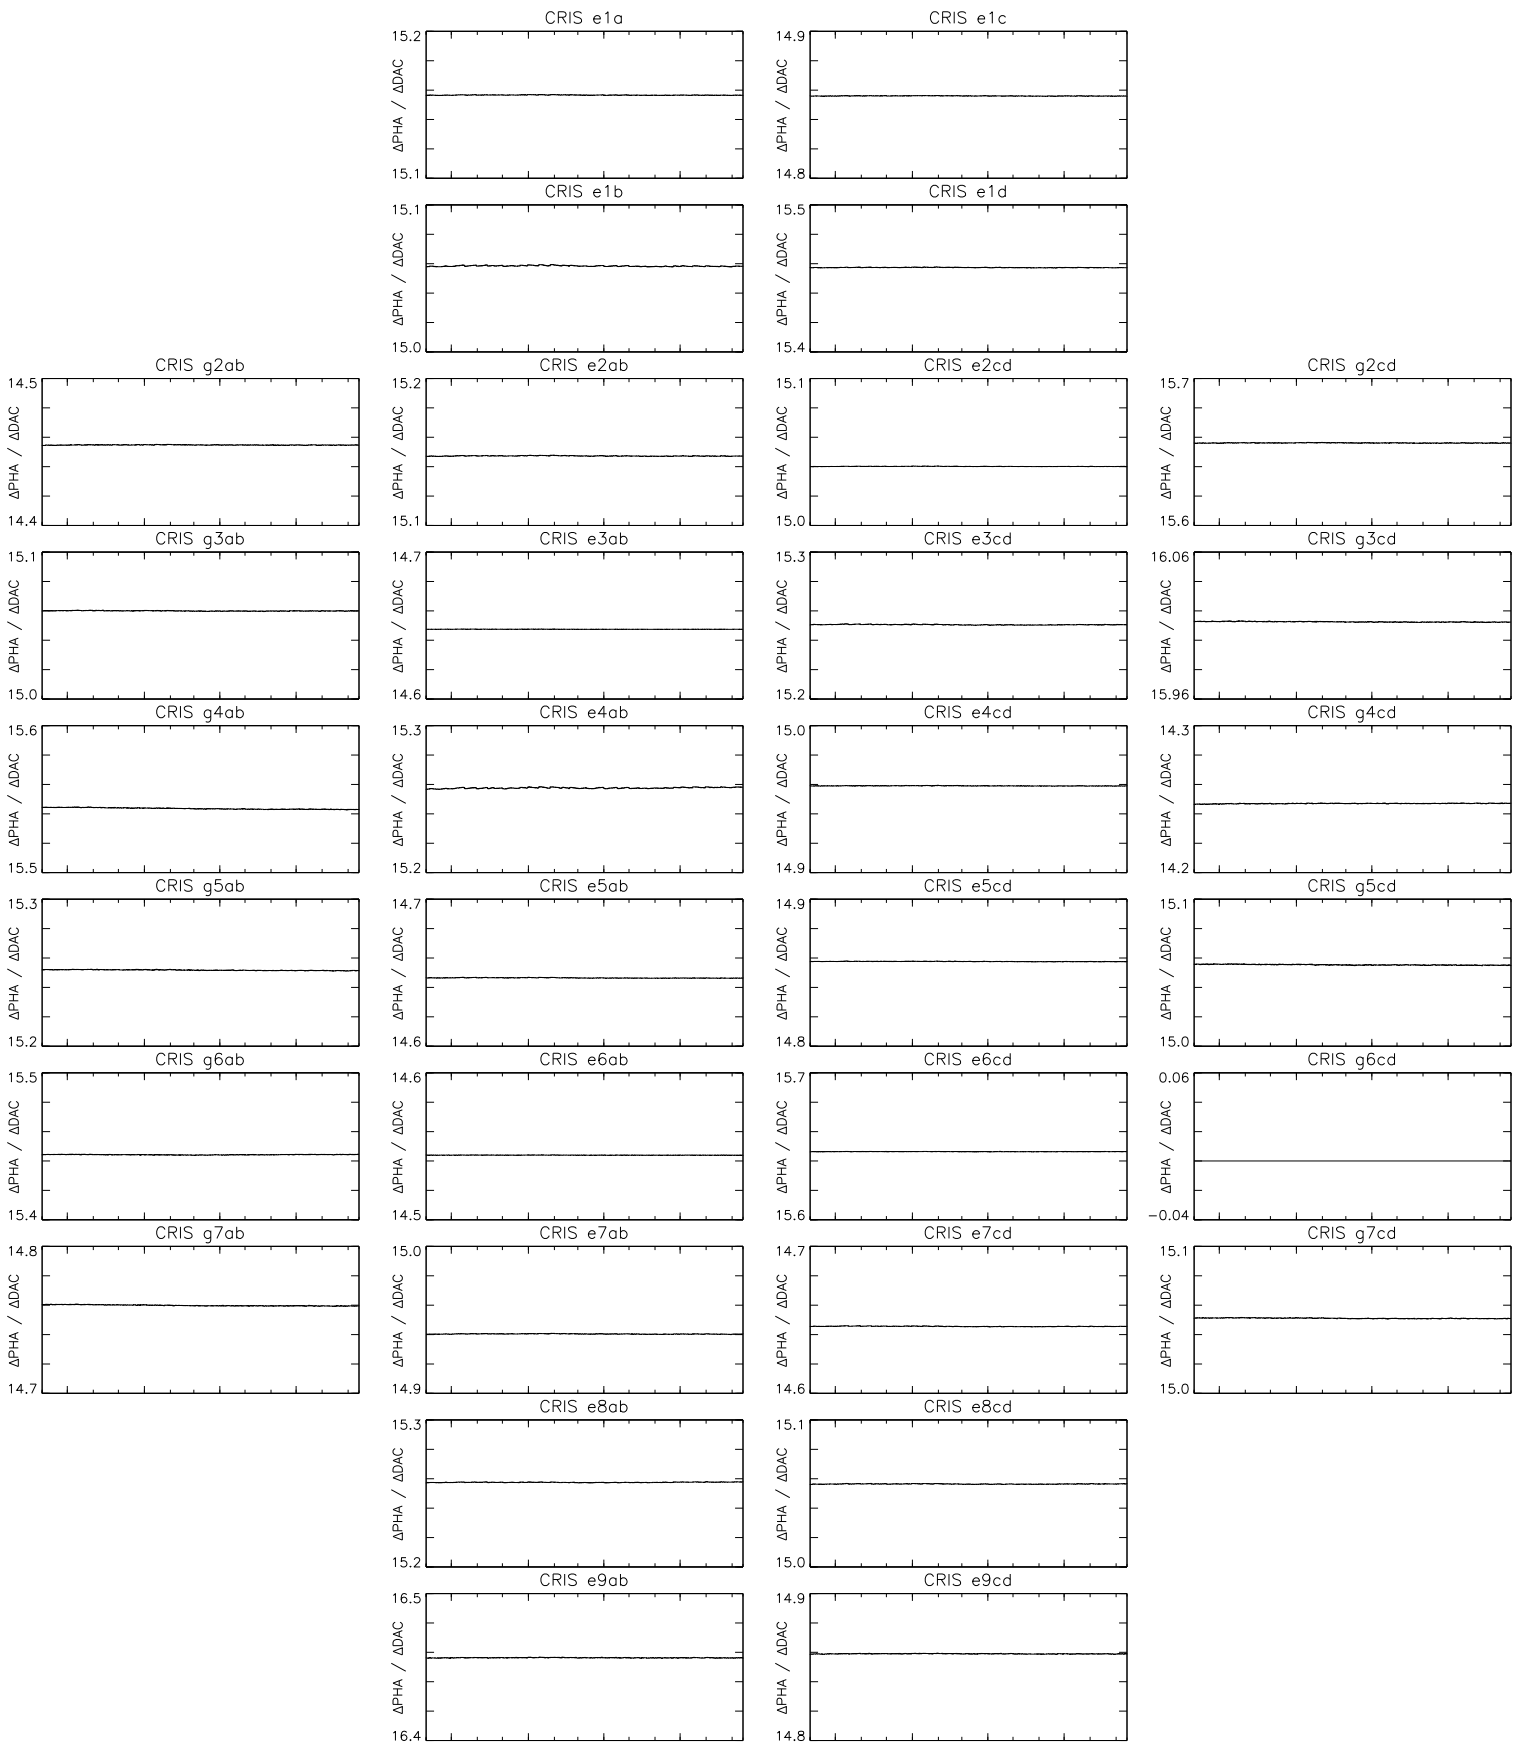 CRIS e1a
CRIS e1c
15.2
ΔPHA / ΔDAC
15.1
14.9
ΔPHA / ΔDAC
14.8
CRIS e1b
CRIS e1d
15.1
ΔPHA / ΔDAC
15.0
15.5
ΔPHA / ΔDAC
15.4
CRIS g2ab
CRIS e2ab
CRIS e2cd
CRIS g2cd
14.5
ΔPHA / ΔDAC
14.4
15.2
ΔPHA / ΔDAC
15.1
15.1
ΔPHA / ΔDAC
15.0
15.7
ΔPHA / ΔDAC
15.6
CRIS g3ab
CRIS e3ab
CRIS e3cd
CRIS g3cd
15.1
ΔPHA / ΔDAC
15.0
14.7
ΔPHA / ΔDAC
14.6
15.3
ΔPHA / ΔDAC
15.2
16.06
ΔPHA / ΔDAC
15.96
CRIS g4ab
CRIS e4ab
CRIS e4cd
CRIS g4cd
15.6
ΔPHA / ΔDAC
15.5
15.3
ΔPHA / ΔDAC
15.2
15.0
ΔPHA / ΔDAC
14.9
14.3
ΔPHA / ΔDAC
14.2
CRIS g5ab
CRIS e5ab
CRIS e5cd
CRIS g5cd
15.3
ΔPHA / ΔDAC
15.2
14.7
ΔPHA / ΔDAC
14.6
14.9
ΔPHA / ΔDAC
14.8
15.1
ΔPHA / ΔDAC
15.0
CRIS g6ab
CRIS e6ab
CRIS e6cd
CRIS g6cd
15.5
ΔPHA / ΔDAC
15.4
14.6
ΔPHA / ΔDAC
14.5
15.7
ΔPHA / ΔDAC
15.6
0.06
ΔPHA / ΔDAC
-0.04
CRIS g7ab
CRIS e7ab
CRIS e7cd
CRIS g7cd
14.8
ΔPHA / ΔDAC
14.7
15.0
ΔPHA / ΔDAC
14.9
14.7
ΔPHA / ΔDAC
14.6
15.1
ΔPHA / ΔDAC
15.0
CRIS e8ab
CRIS e8cd
15.3
ΔPHA / ΔDAC
15.2
15.1
ΔPHA / ΔDAC
15.0
CRIS e9ab
CRIS e9cd
16.5
ΔPHA / ΔDAC
16.4
14.9
ΔPHA / ΔDAC
14.8